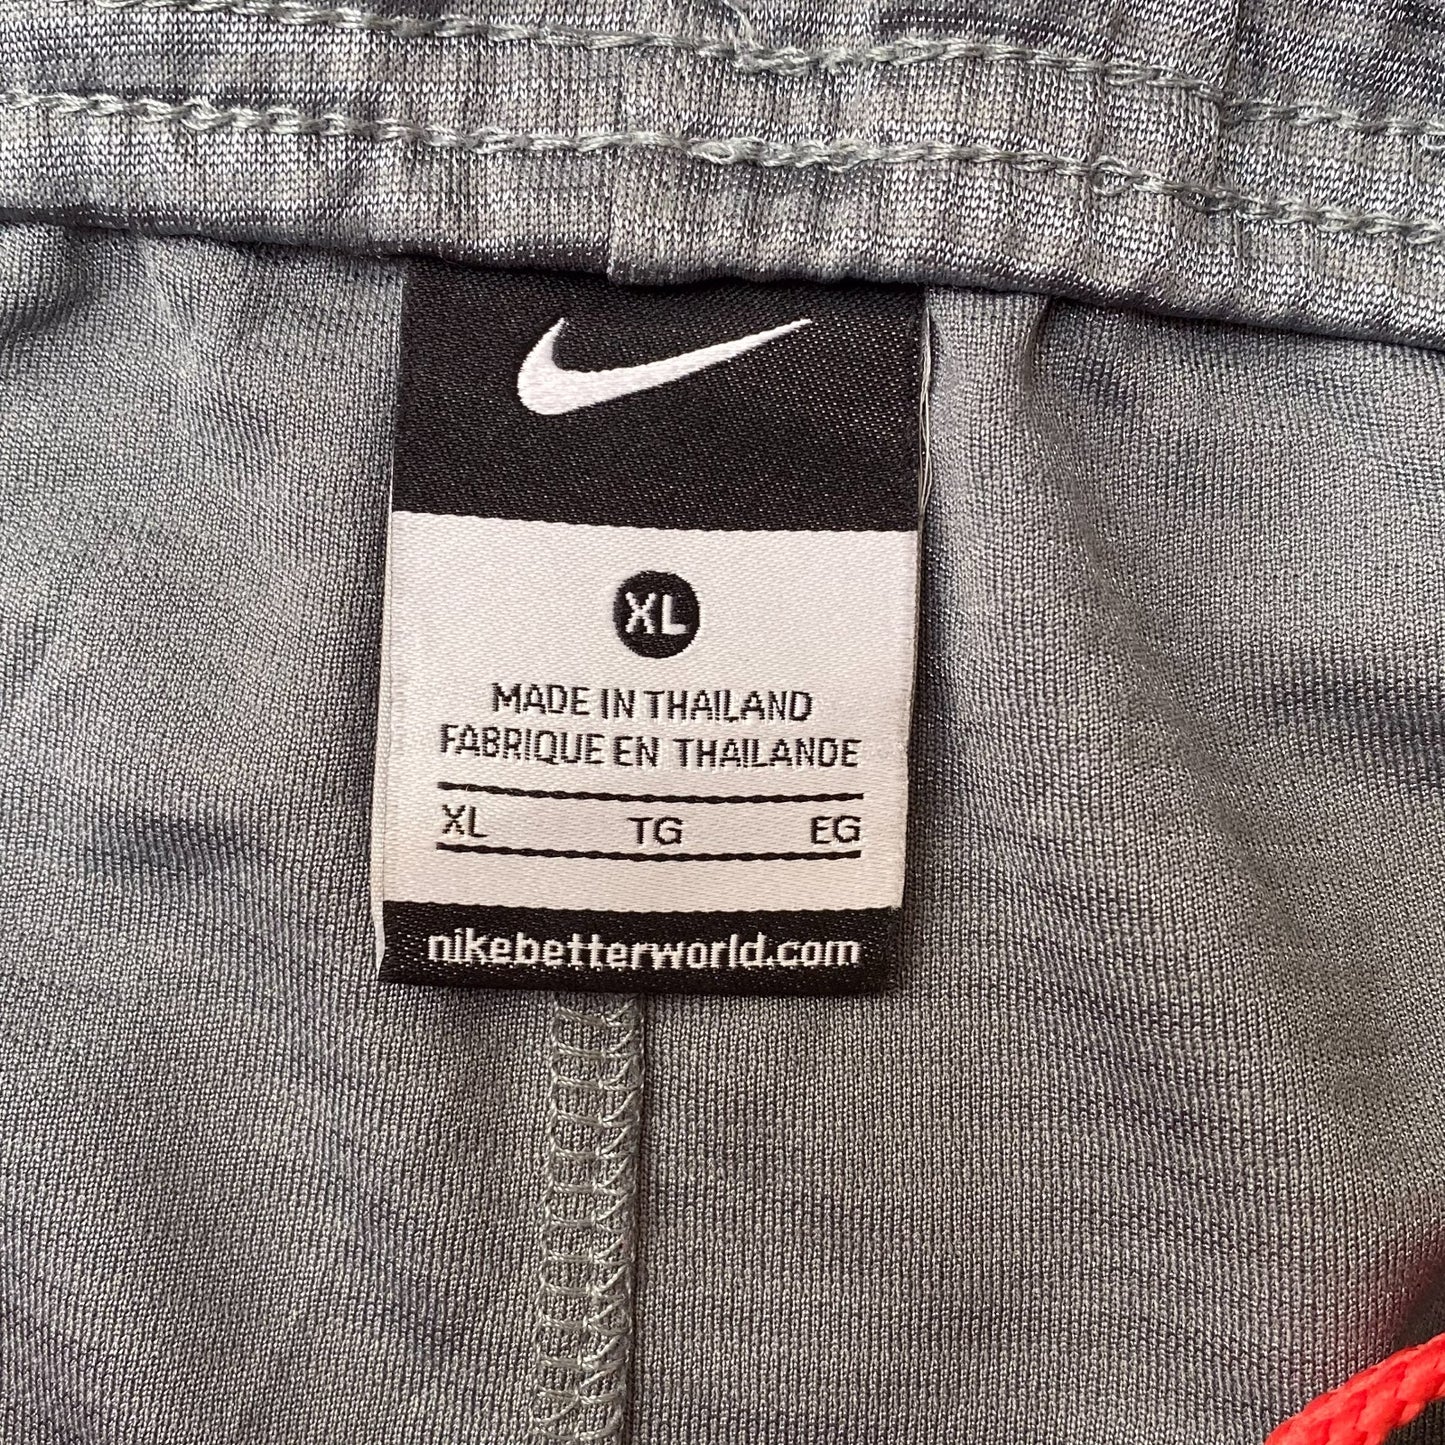 XL
MADE IN THAILAND
FABRIQUE EN THAILANDE
XL TG EG
nikebetterworld.com